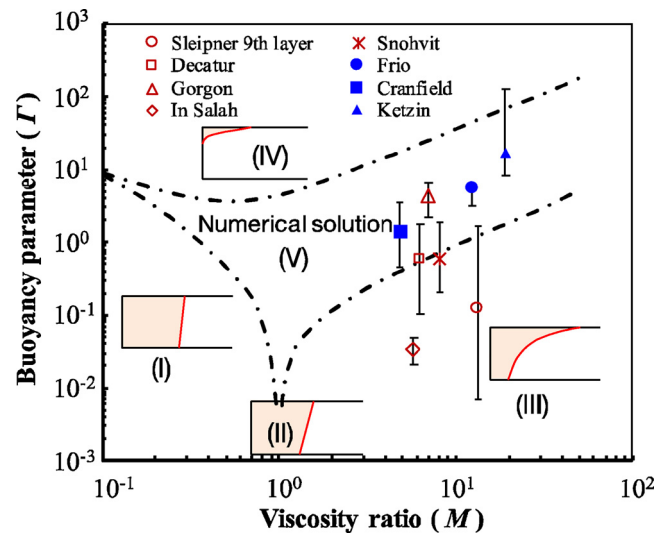 Buoyancy parameter (Γ)
10³
10²
10¹
10⁰
10⁻¹
10⁻²
10⁻³
Sleipner 9th layer
Decatur
Gorgon
In Salah
Snohvit
Frio
Cranfield
Ketzin
(IV)
Numerical solution
(V)
(I)
(II)
(III)
10⁻¹
10⁰
10¹
10²
Viscosity ratio (M)